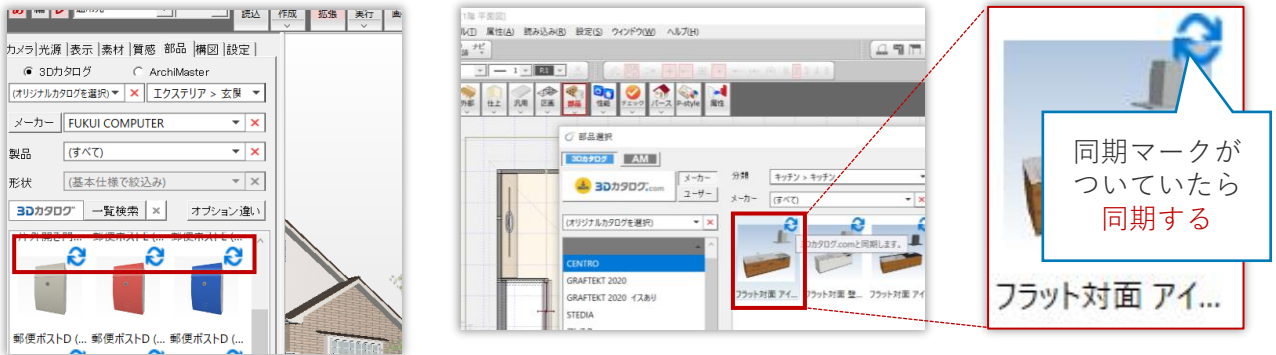 読込 作成 拡張 実行
カメラ|光源|表示|素材|質感 部品|構図|設定|
3Dカタログ ArchiMaster
(オリジナルカタログを選択) エクステリア > 玄関
メーカー FUKUI COMPUTER
製品 (すべて)
形状 (基本仕様で絞込み)
3Dカタログ 一覧検索 × オプション違い
郵便ポストD (... 郵便ポストD (... 郵便ポストD (...
[1階 平面図]
属性(A) 読み込み(R) 設定(S) ウィンドウ(W) ヘルプ(H)
1 R1
外部 仕上 汎用 区画 部品 性能 チェック パース P-style 属性
部品選択
3Dカタログ AM
3Dカタログ.com
メーカー
ユーザー
分類 キッチン > キッチン
メーカー (すべて)
(オリジナルカタログを選択)
CENTRO
GRAFTEKT 2020
GRAFTEKT 2020 イスあり
STEDIA
3Dカタログ.comと同期します。
フラット対面 アイ... フラット対面 壁... フラット対面 アイ
同期マークが
ついていたら
同期する
フラット対面 アイ...